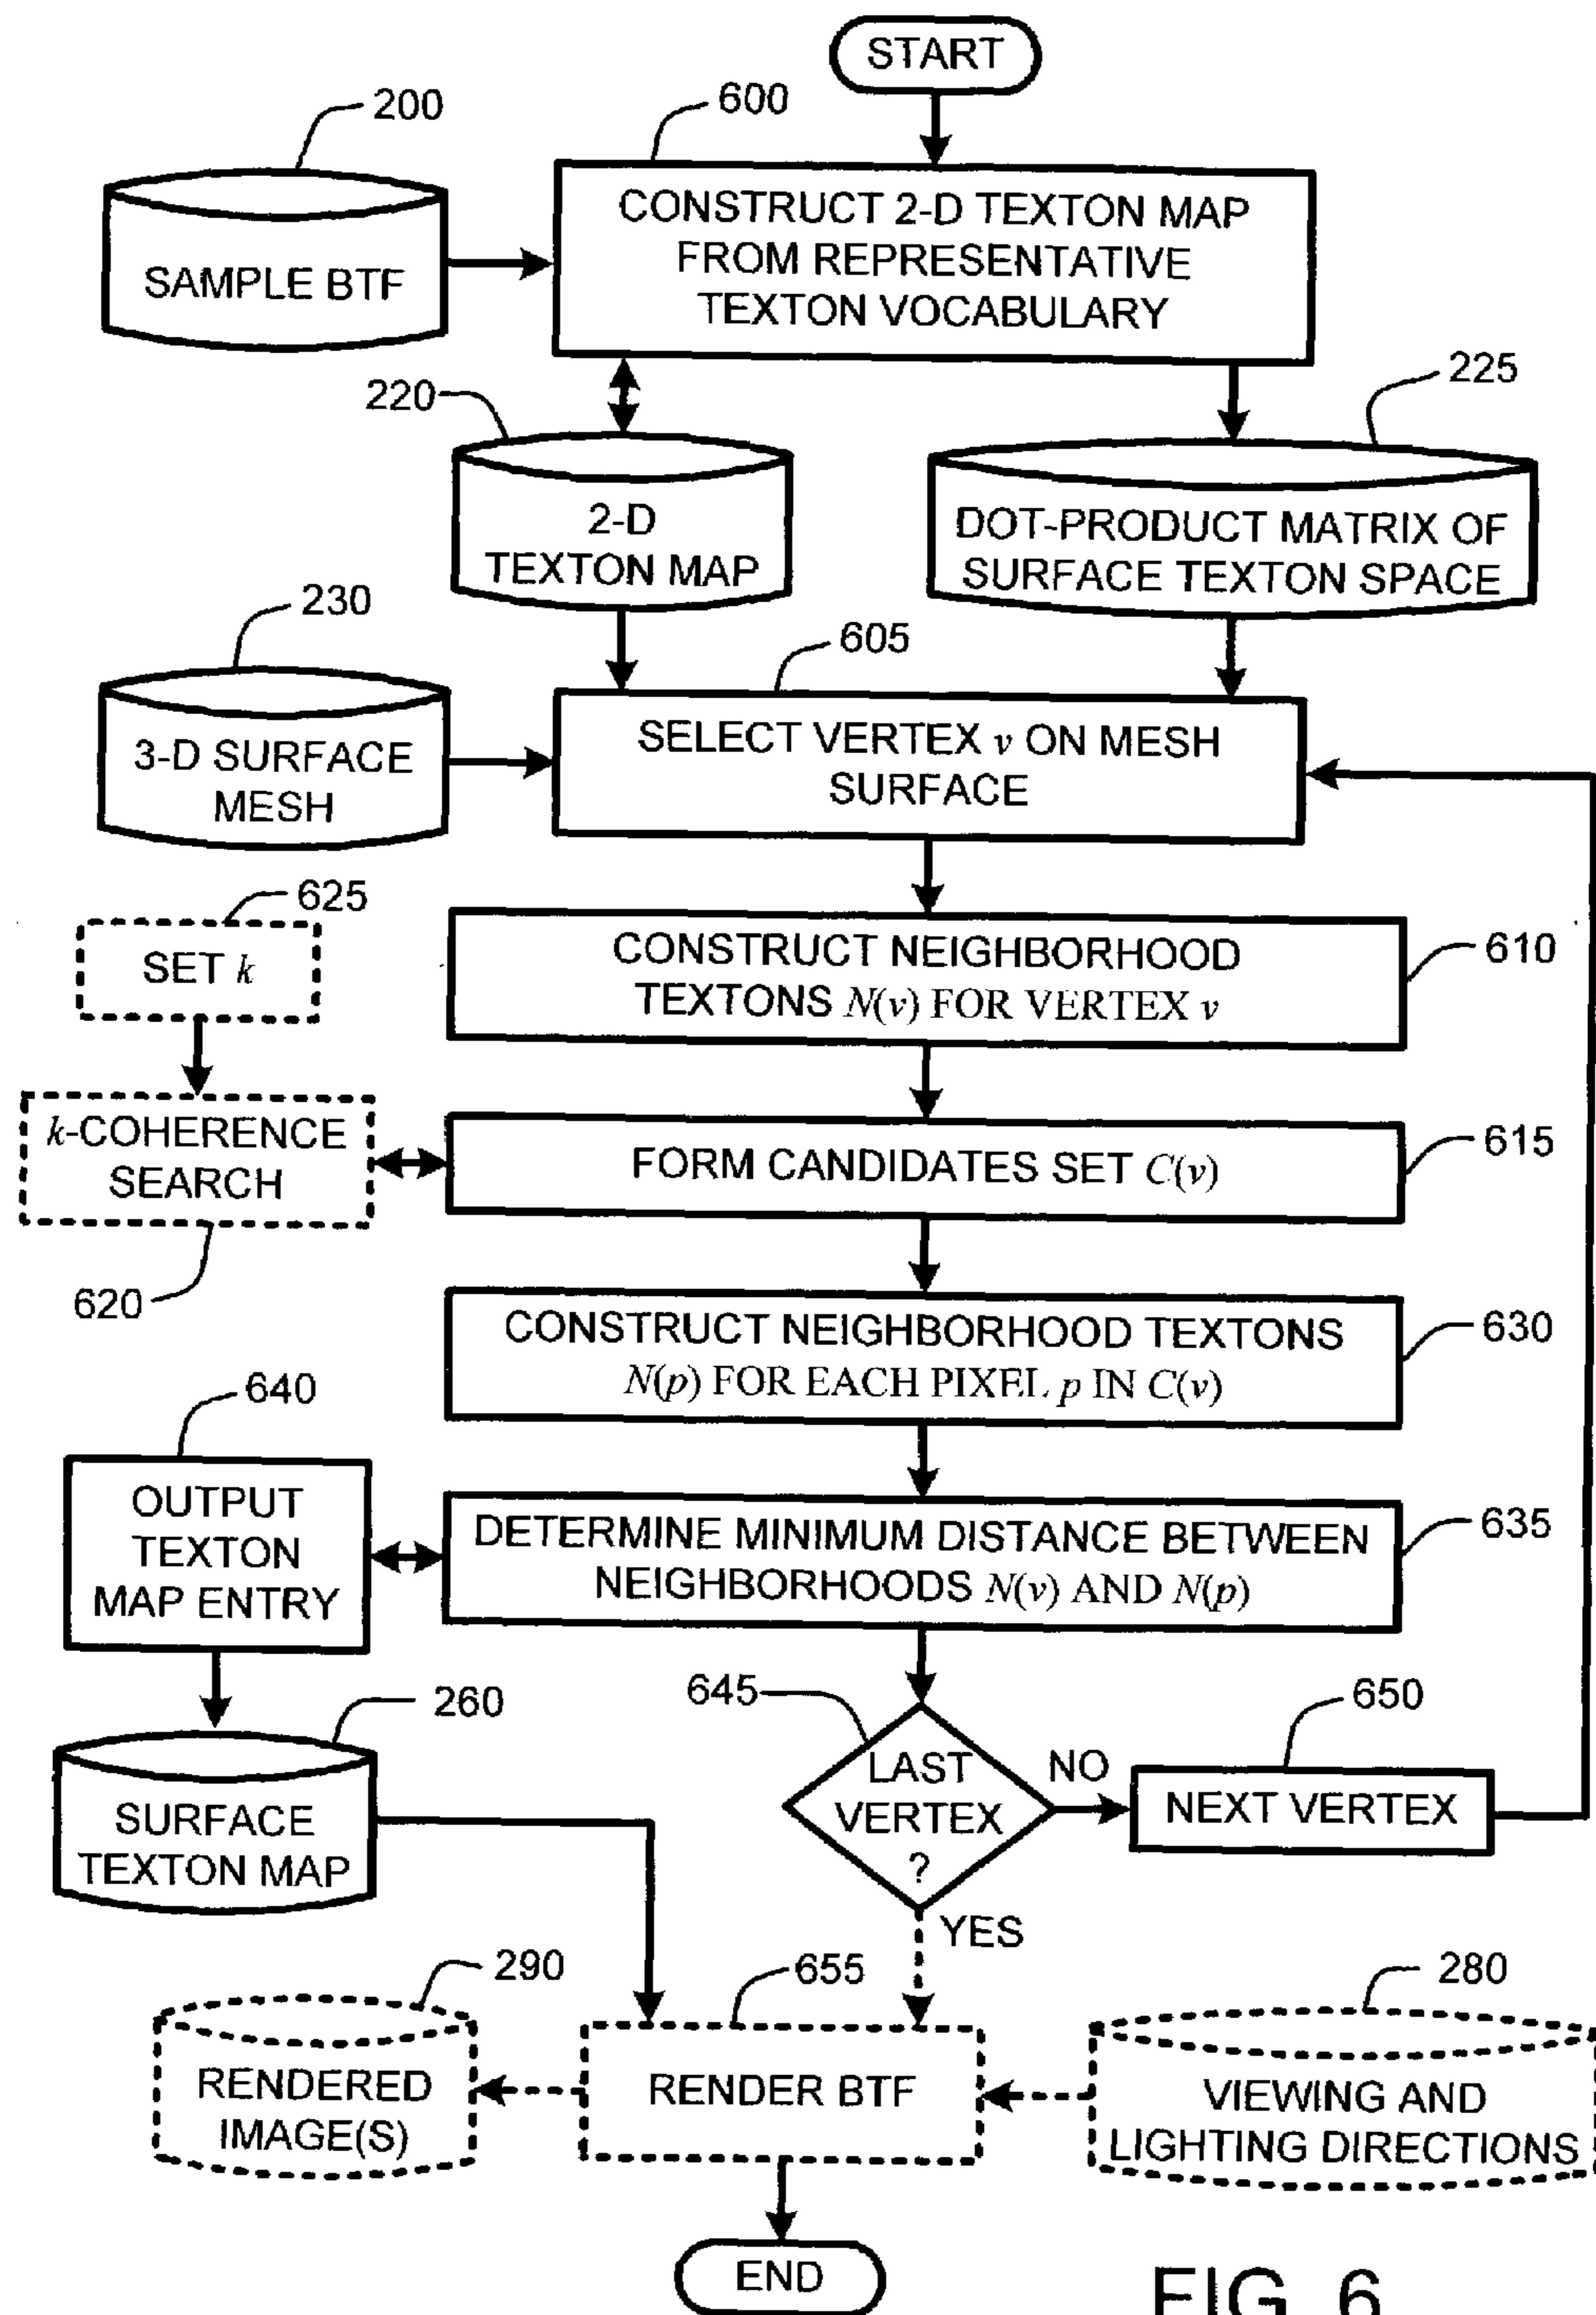 START
200
600
SAMPLE BTF
CONSTRUCT 2-D TEXTON MAP
FROM REPRESENTATIVE
TEXTON VOCABULARY
220
225
2-D
TEXTON MAP
DOT-PRODUCT MATRIX OF
SURFACE TEXTON SPACE
230
605
3-D SURFACE
MESH
SELECT VERTEX v ON MESH
SURFACE
625
SET k
CONSTRUCT NEIGHBORHOOD
TEXTONS N(v) FOR VERTEX v
610
k-COHERENCE
SEARCH
FORM CANDIDATES SET C(v)
615
620
CONSTRUCT NEIGHBORHOOD TEXTONS
N(p) FOR EACH PIXEL p IN C(v)
630
640
OUTPUT
TEXTON
MAP ENTRY
DETERMINE MINIMUM DISTANCE BETWEEN
NEIGHBORHOODS N(v) AND N(p)
635
260
645
650
SURFACE
TEXTON MAP
LAST
VERTEX
?
NO
NEXT VERTEX
YES
290
655
280
RENDERED
IMAGE(S)
RENDER BTF
VIEWING AND
LIGHTING DIRECTIONS
END
FIG. 6